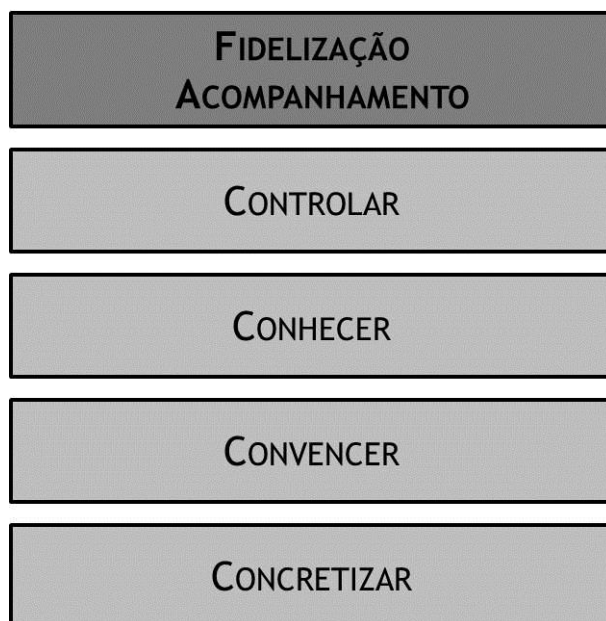 FIDELIZAÇÃO
ACOMPANHAMENTO
CONTROLAR
CONHECER
CONVENCER
CONCRETIZAR